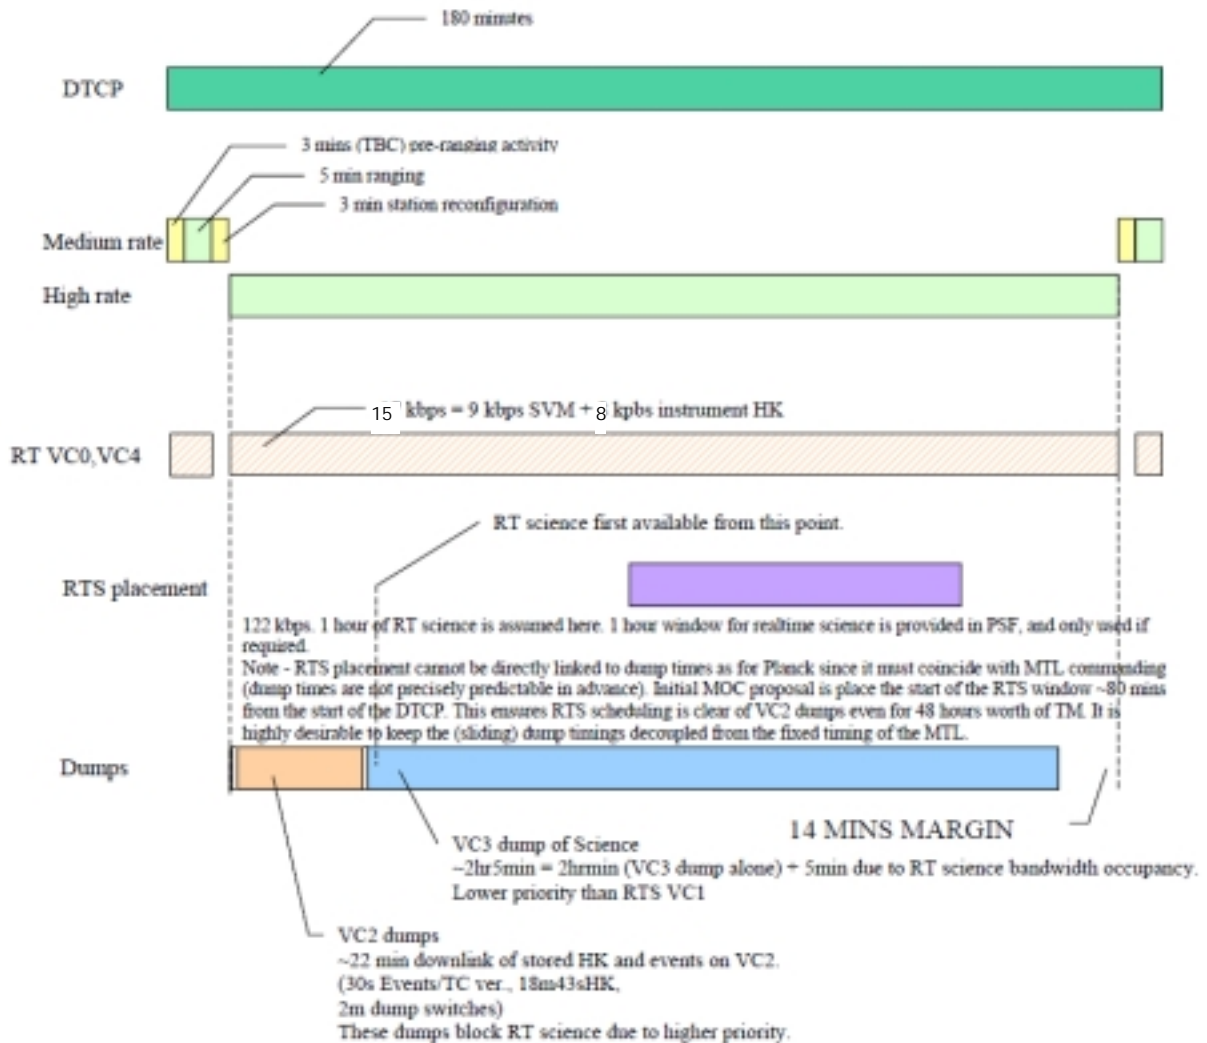 180 minutes
DTCP
3 mins (TBC) pre-ranging activity
5 min ranging
3 min station reconfiguration
Medium rate
High rate
15 kbps = 9 kbps SVM + 8 kpbs instrument HK
RT VC0,VC4
RT science first available from this point.
RTS placement
122 kbps. 1 hour of RT science is assumed here. 1 hour window for realtime science is provided in PSF, and only used if
required.
Note - RTS placement cannot be directly linked to dump times as for Planck since it must coincide with MTL commanding
(dump times are not precisely predictable in advance). Initial MOC proposal is place the start of the RTS window ~80 mins
from the start of the DTCP. This ensures RTS scheduling is clear of VC2 dumps even for 48 hours worth of TM. It is
highly desirable to keep the (sliding) dump timings decoupled from the fixed timing of the MTL.
Dumps
14 MINS MARGIN
VC3 dump of Science
~2hr5min = 2hrmin (VC3 dump alone) + 5min due to RT science bandwidth occupancy.
Lower priority than RTS VC1
VC2 dumps
~22 min downlink of stored HK and events on VC2.
(30s Events/TC ver., 18m43sHK,
2m dump switches)
These dumps block RT science due to higher priority.